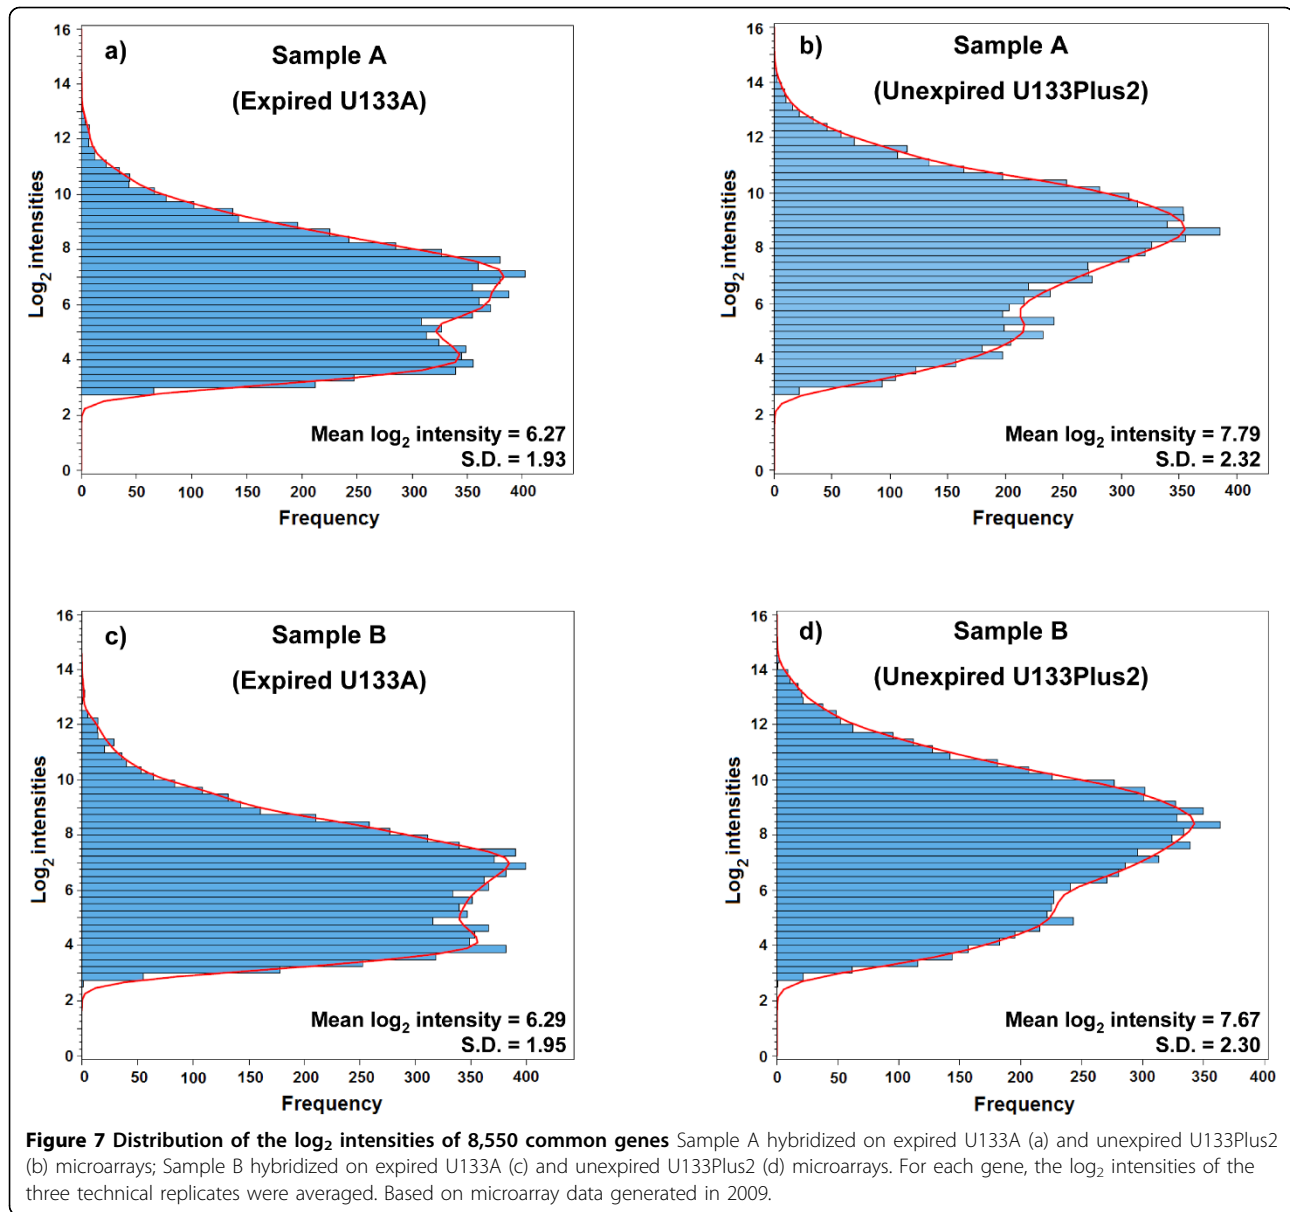 a)
Sample A
(Expired U133A)
16
14
12
10
8
6
4
2
0
Log2 intensities
Mean log2 intensity = 6.27
S.D. = 1.93
0 50 100 150 200 250 300 350 400
Frequency
b)
Sample A
(Unexpired U133Plus2)
16
14
12
10
8
6
4
2
0
Log2 intensities
Mean log2 intensity = 7.79
S.D. = 2.32
0 50 100 150 200 250 300 350 400
Frequency
c)
Sample B
(Expired U133A)
16
14
12
10
8
6
4
2
0
Log2 intensities
Mean log2 intensity = 6.29
S.D. = 1.95
0 50 100 150 200 250 300 350 400
Frequency
d)
Sample B
(Unexpired U133Plus2)
16
14
12
10
8
6
4
2
0
Log2 intensities
Mean log2 intensity = 7.67
S.D. = 2.30
0 50 100 150 200 250 300 350 400
Frequency
Figure 7 Distribution of the log2 intensities of 8,550 common genes Sample A hybridized on expired U133A (a) and unexpired U133Plus2
(b) microarrays; Sample B hybridized on expired U133A (c) and unexpired U133Plus2 (d) microarrays. For each gene, the log2 intensities of the
three technical replicates were averaged. Based on microarray data generated in 2009.